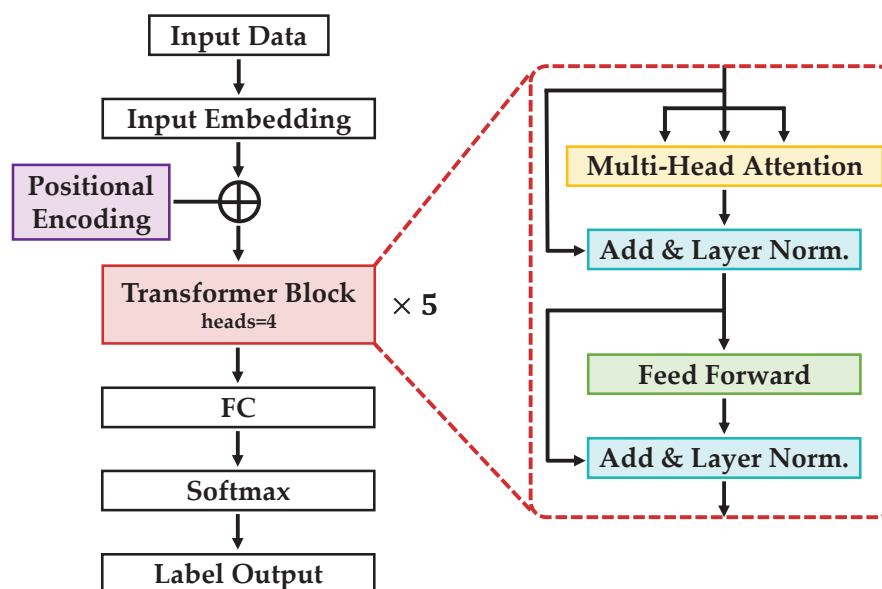 Input Data
Input Embedding
Positional
Encoding
Transformer Block
heads=4
× 5
FC
Softmax
Label Output
Multi-Head Attention
Add & Layer Norm.
Feed Forward
Add & Layer Norm.